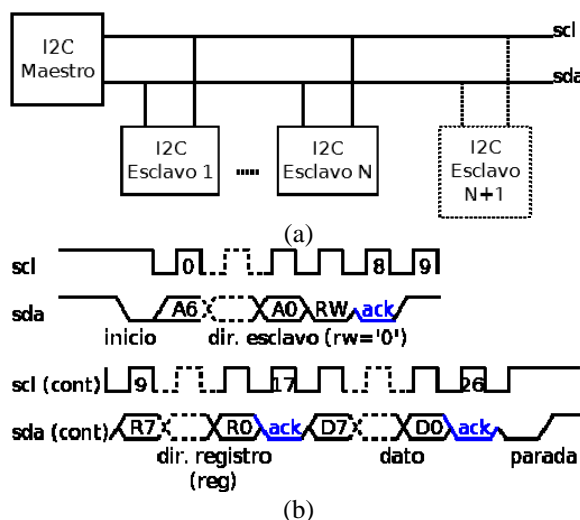 I2C
Maestro
scl
sda
I2C
Esclavo 1
I2C
Esclavo N
I2C
Esclavo
N+1
(a)
scl 0 8 9
sda A6 A0 RW ack
inicio dir. esclavo (rw='0')
scl (cont) 9 17 26
sda (cont) R7 R0 ack D7 D0 ack
dir. registro dato parada
(reg)
(b)